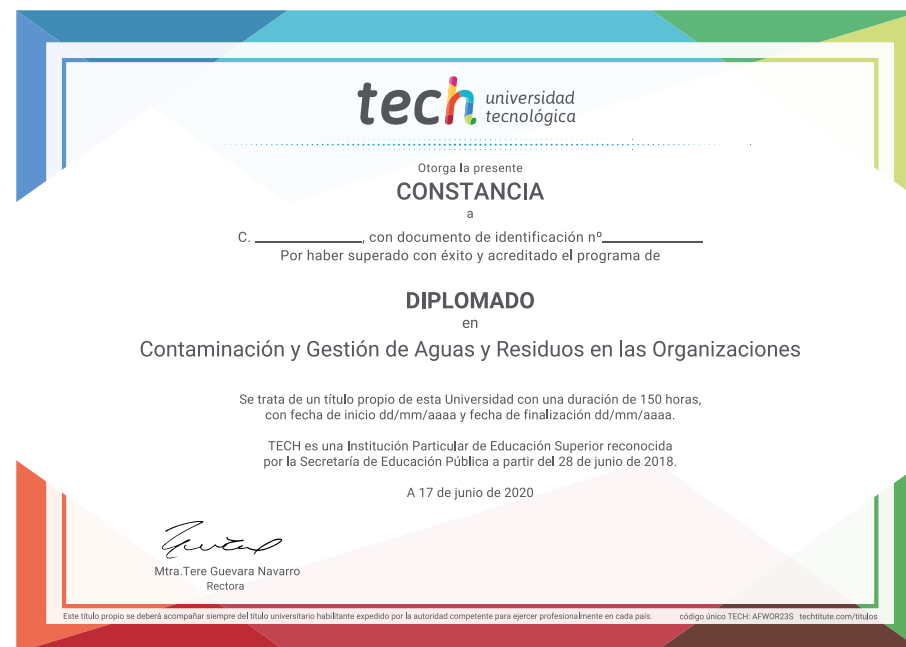 tech universidad
tecnológica
Otorga la presente
CONSTANCIA
a
C. ____________, con documento de identificación nº____________
Por haber superado con éxito y acreditado el programa de
DIPLOMADO
en
Contaminación y Gestión de Aguas y Residuos en las Organizaciones
Se trata de un título propio de esta Universidad con una duración de 150 horas,
con fecha de inicio dd/mm/aaaa y fecha de finalización dd/mm/aaaa.
TECH es una Institución Particular de Educación Superior reconocida
por la Secretaría de Educación Pública a partir del 28 de junio de 2018.
A 17 de junio de 2020
Mtra.Tere Guevara Navarro
Rectora
Este título propio se deberá acompañar siempre del título universitario habilitante expedido por la autoridad competente para ejercer profesionalmente en cada país. código único TECH: AFWOR23S techtitute.com/titulos